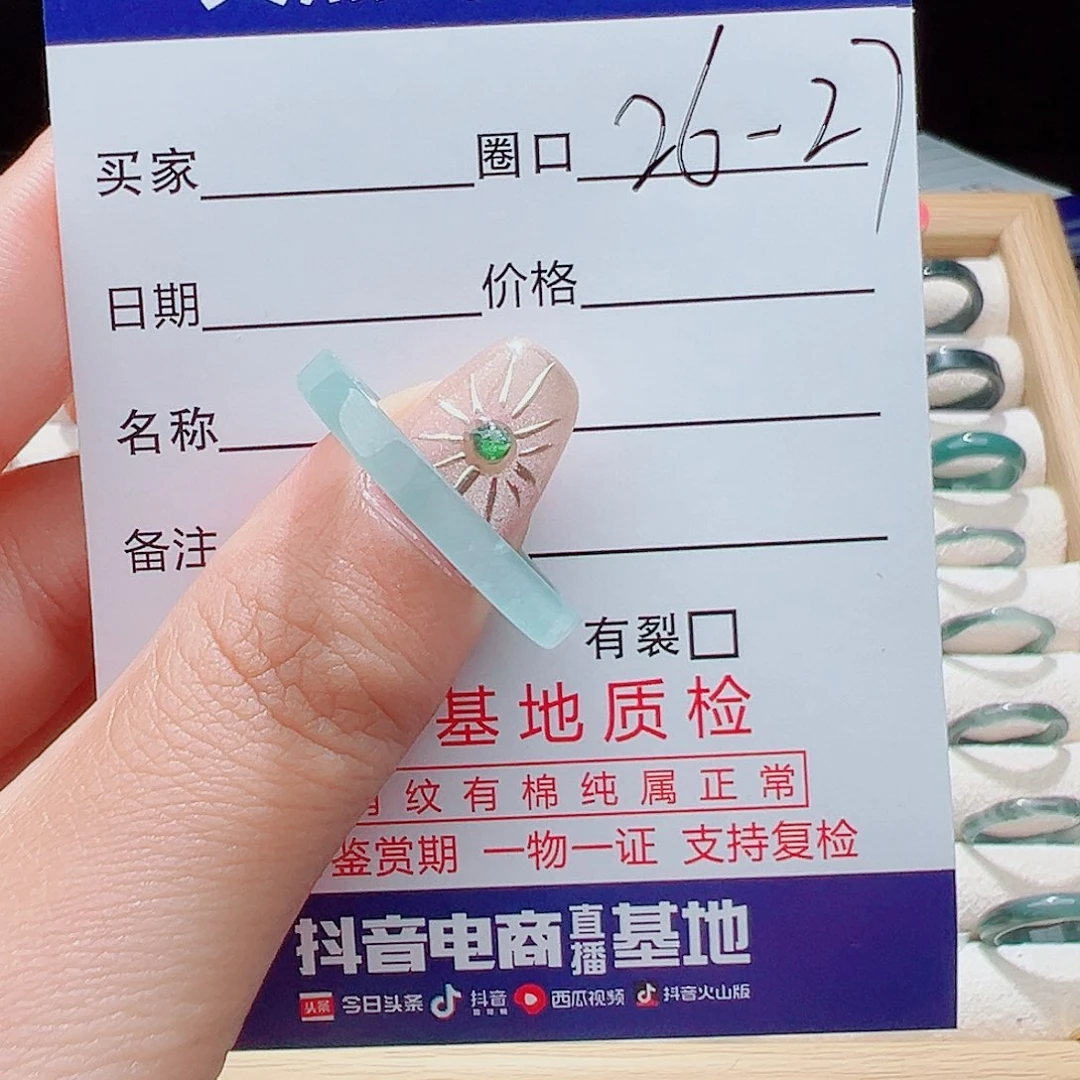 买家 圈口 26-27
日期 价格
名称
备注
有裂□
基地质检
纹有棉纯属正常
鉴赏期 一物一证 支持复检
抖音电商直播基地
头条 今日头条 抖音 西瓜视频 抖音火山版